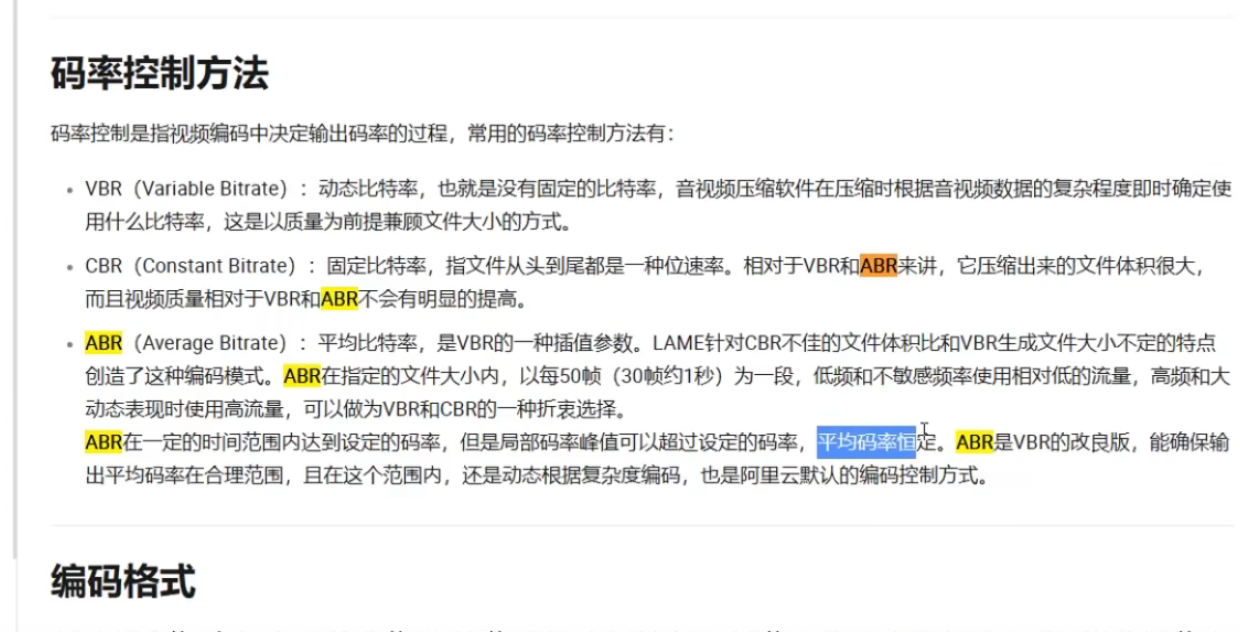 码率控制方法
码率控制是指视频编码中决定输出码率的过程，常用的码率控制方法有：
VBR（Variable Bitrate）：动态比特率，也就是没有固定的比特率，音视频压缩软件在压缩时根据音视频数据的复杂程度即时确定使
用什么比特率，这是以质量为前提兼顾文件大小的方式。
CBR（Constant Bitrate）：固定比特率，指文件从头到尾都是一种位速率。相对于VBR和ABR来讲，它压缩出来的文件体积很大，
而且视频质量相对于VBR和ABR不会有明显的提高。
ABR（Average Bitrate）：平均比特率，是VBR的一种插值参数。LAME针对CBR不佳的文件体积比和VBR生成文件大小不定的特点
创造了这种编码模式。ABR在指定的文件大小内，以每50帧（30帧约1秒）为一段，低频和不敏感频率使用相对低的流量，高频和大
动态表现时使用高流量，可以做为VBR和CBR的一种折衷选择。
ABR在一定的时间范围内达到设定的码率，但是局部码率峰值可以超过设定的码率，平均码率恒定。ABR是VBR的改良版，能确保输
出平均码率在合理范围，且在这个范围内，还是动态根据复杂度编码，也是阿里云默认的编码控制方式。
编码格式